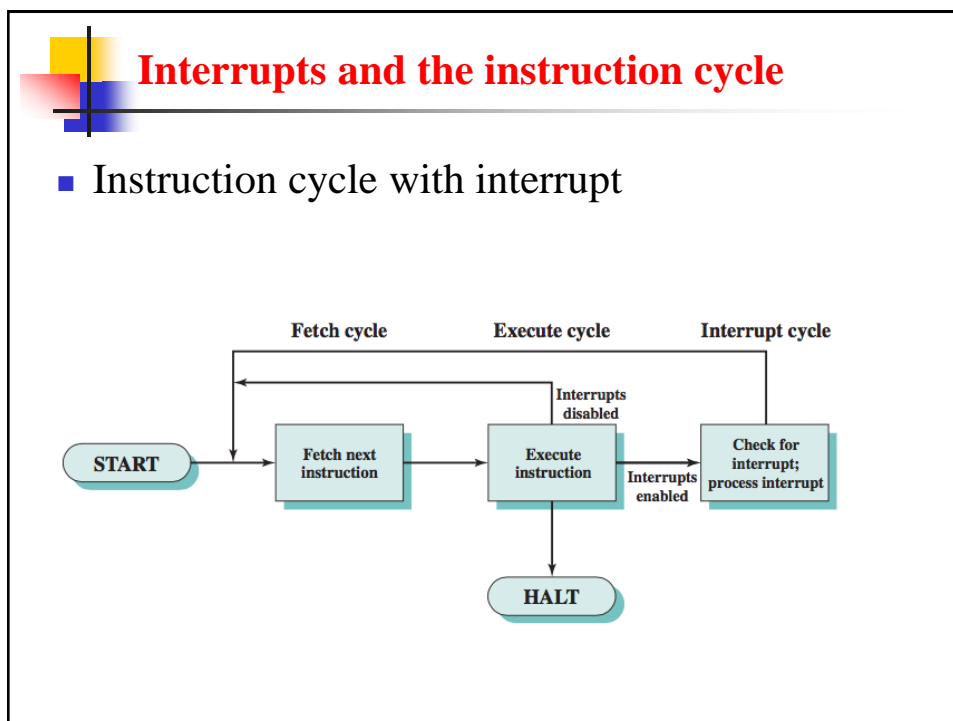 Interrupts and the instruction cycle
Instruction cycle with interrupt
Fetch cycle
Execute cycle
Interrupt cycle
Interrupts
disabled
START
Fetch next
instruction
Execute
instruction
Interrupts
enabled
Check for
interrupt;
process interrupt
HALT